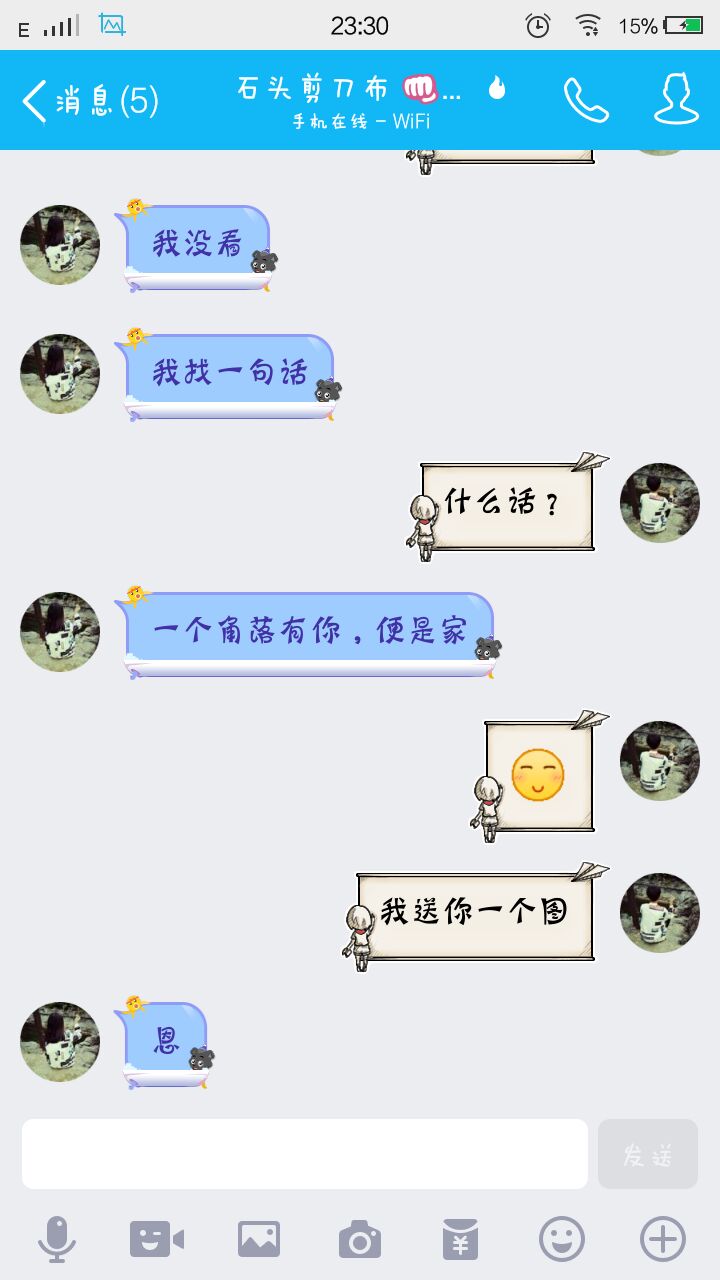 E
23:30
15%
消息(5)
石头剪刀布 👊...
手机在线 - WiFi
我没看
我找一句话
什么话？
一个角落有你，便是家
我送你一个图
恩
发送